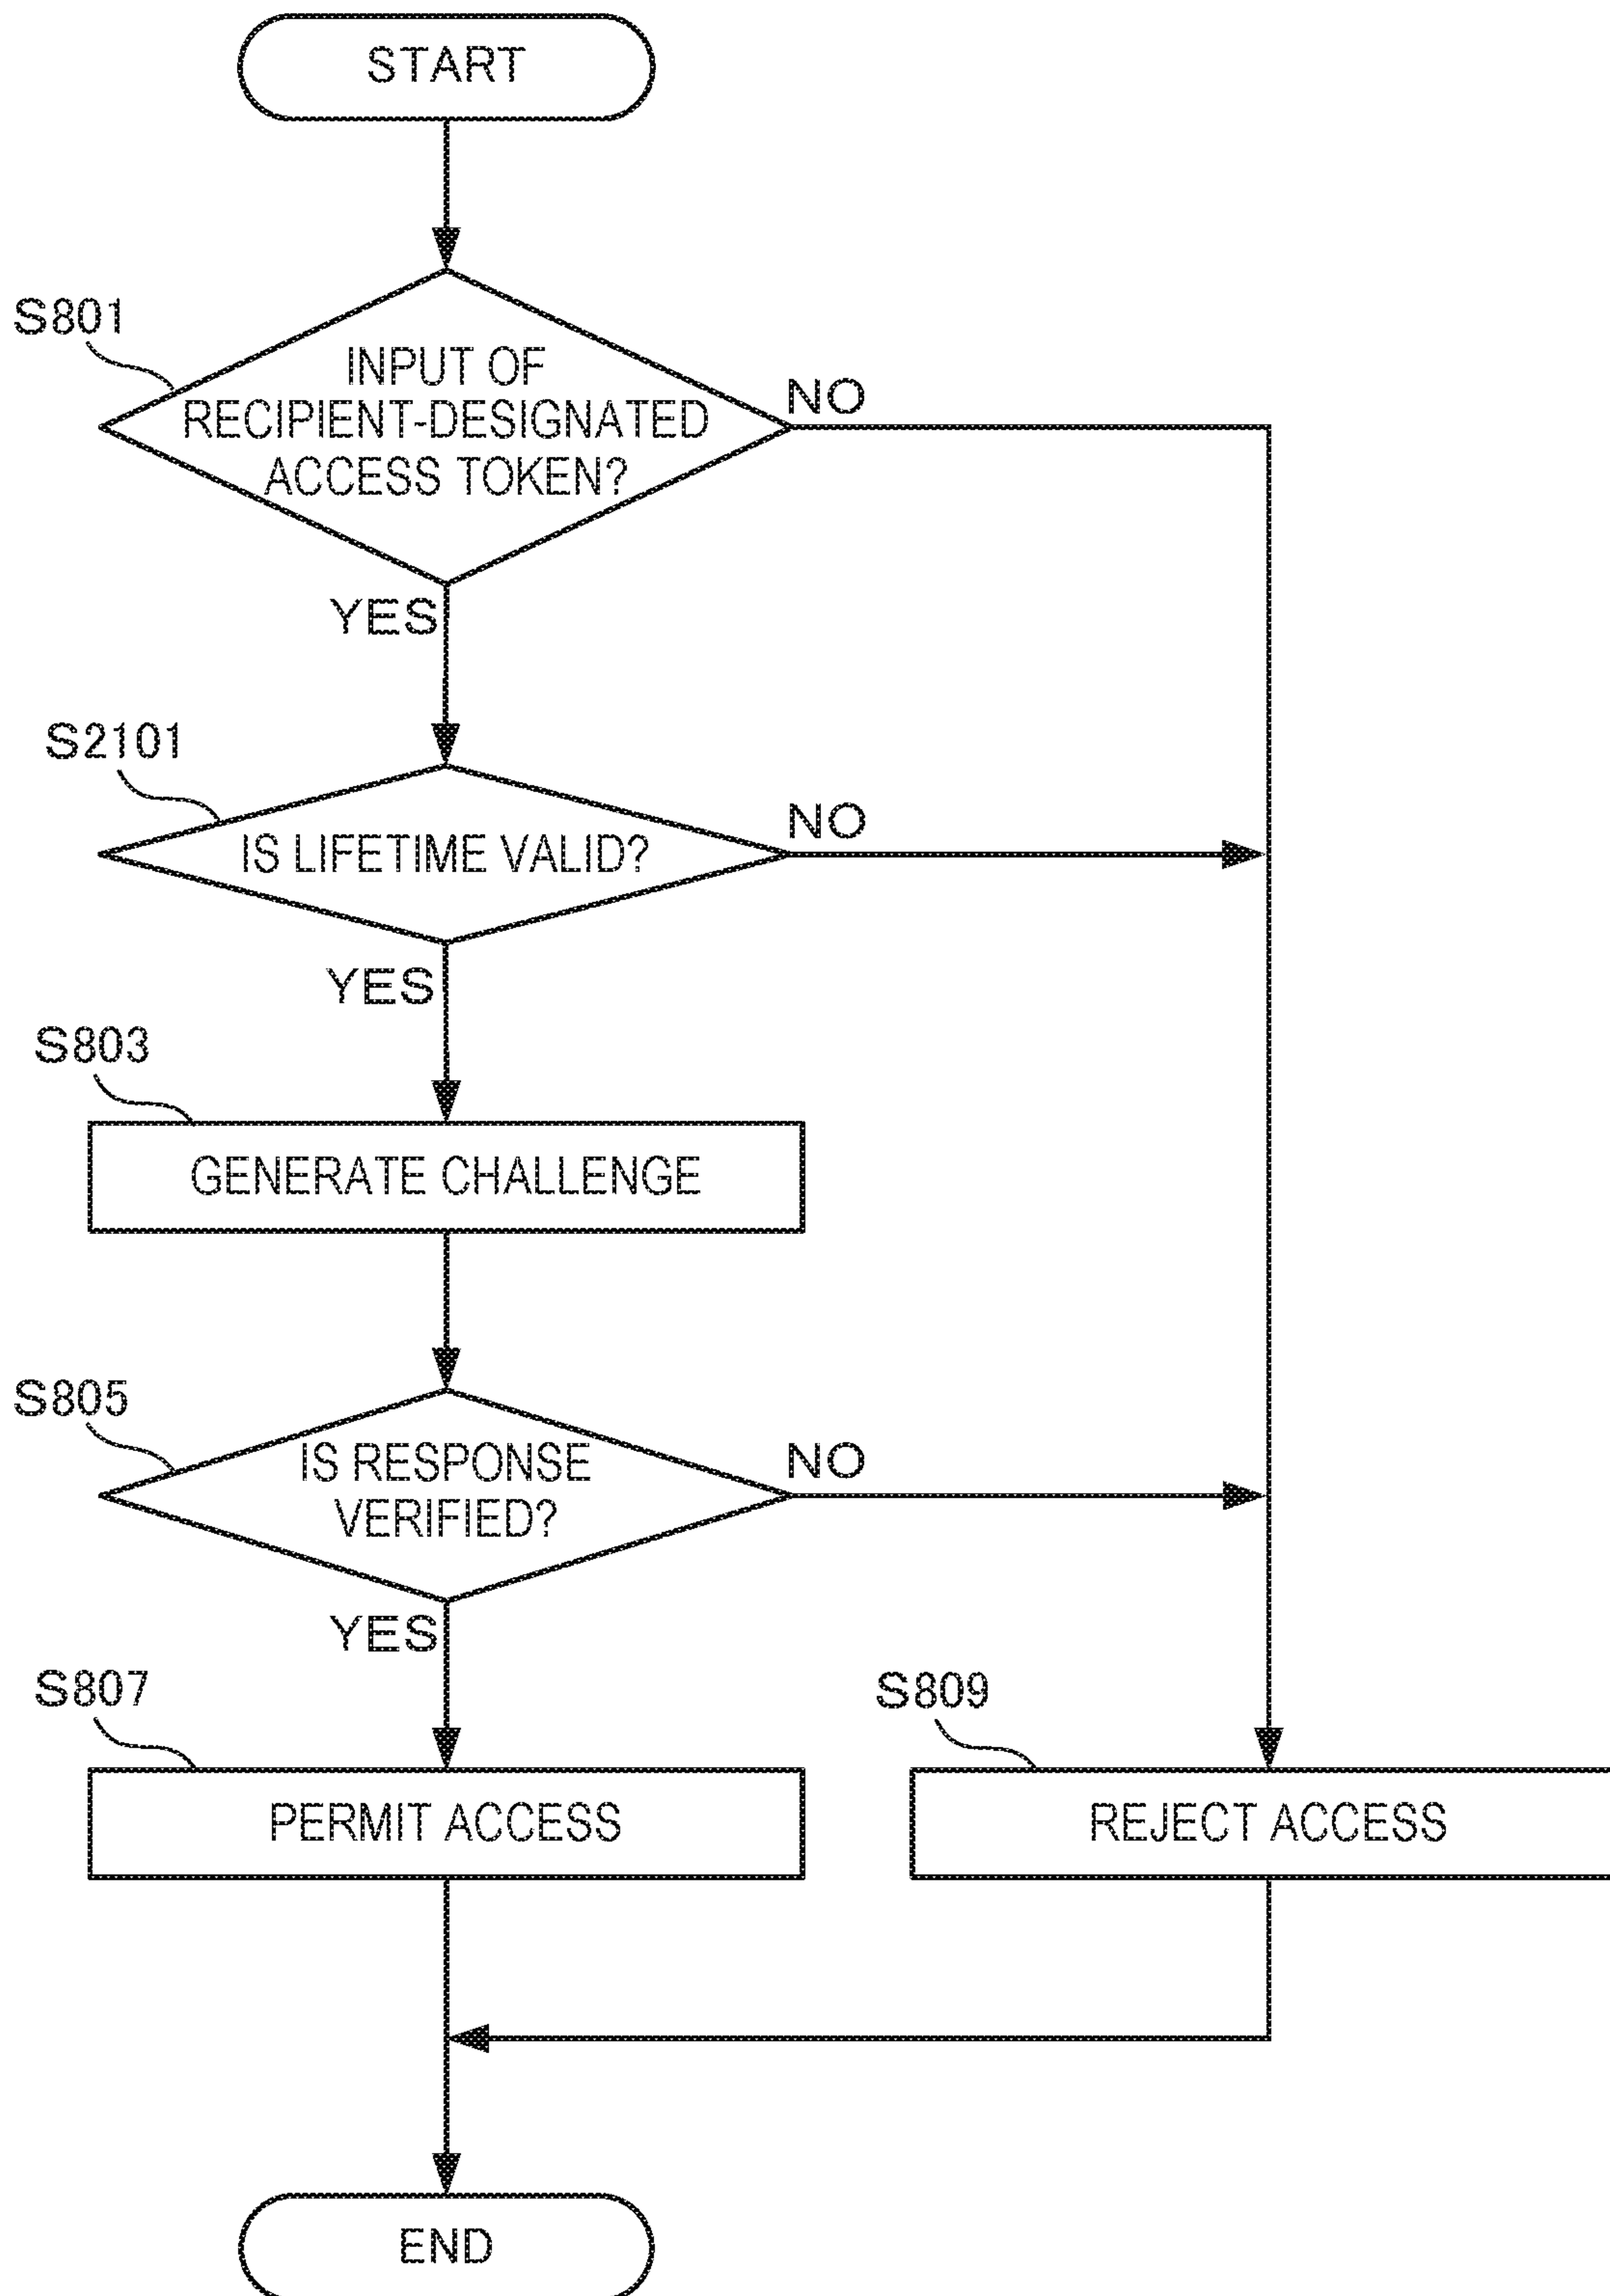 START
S801
INPUT OF
RECIPIENT-DESIGNATED
ACCESS TOKEN?
NO
YES
S2101
IS LIFETIME VALID?
NO
YES
S803
GENERATE CHALLENGE
S805
IS RESPONSE
VERIFIED?
NO
YES
S807
PERMIT ACCESS
S809
REJECT ACCESS
END